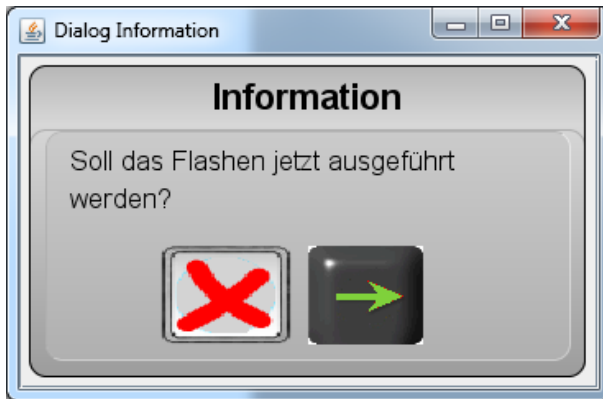 Dialog Information
Information
Soll das Flashen jetzt ausgeführt
werden?